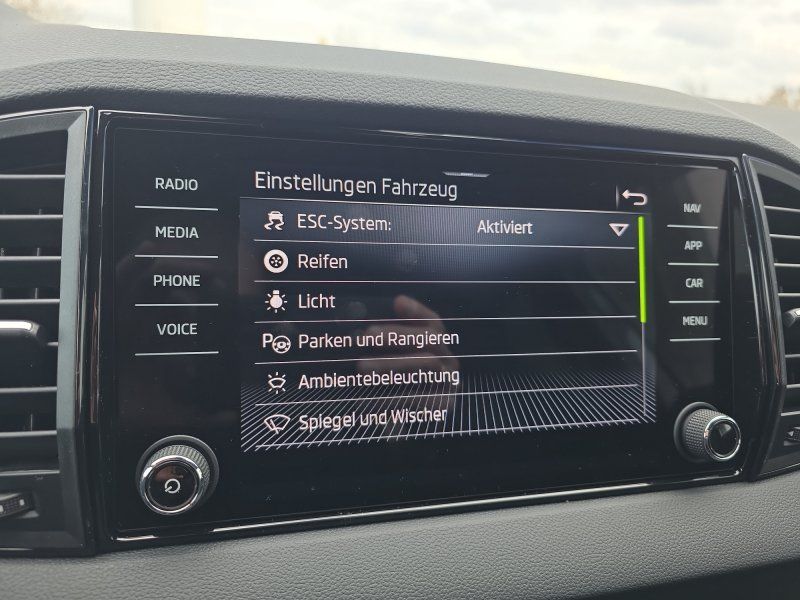 RADIO
MEDIA
PHONE
VOICE
Einstellungen Fahrzeug
ESC-System: Aktiviert
Reifen
Licht
Parken und Rangieren
Ambientebeleuchtung
Spiegel und Wischer
NAV
APP
CAR
MENU